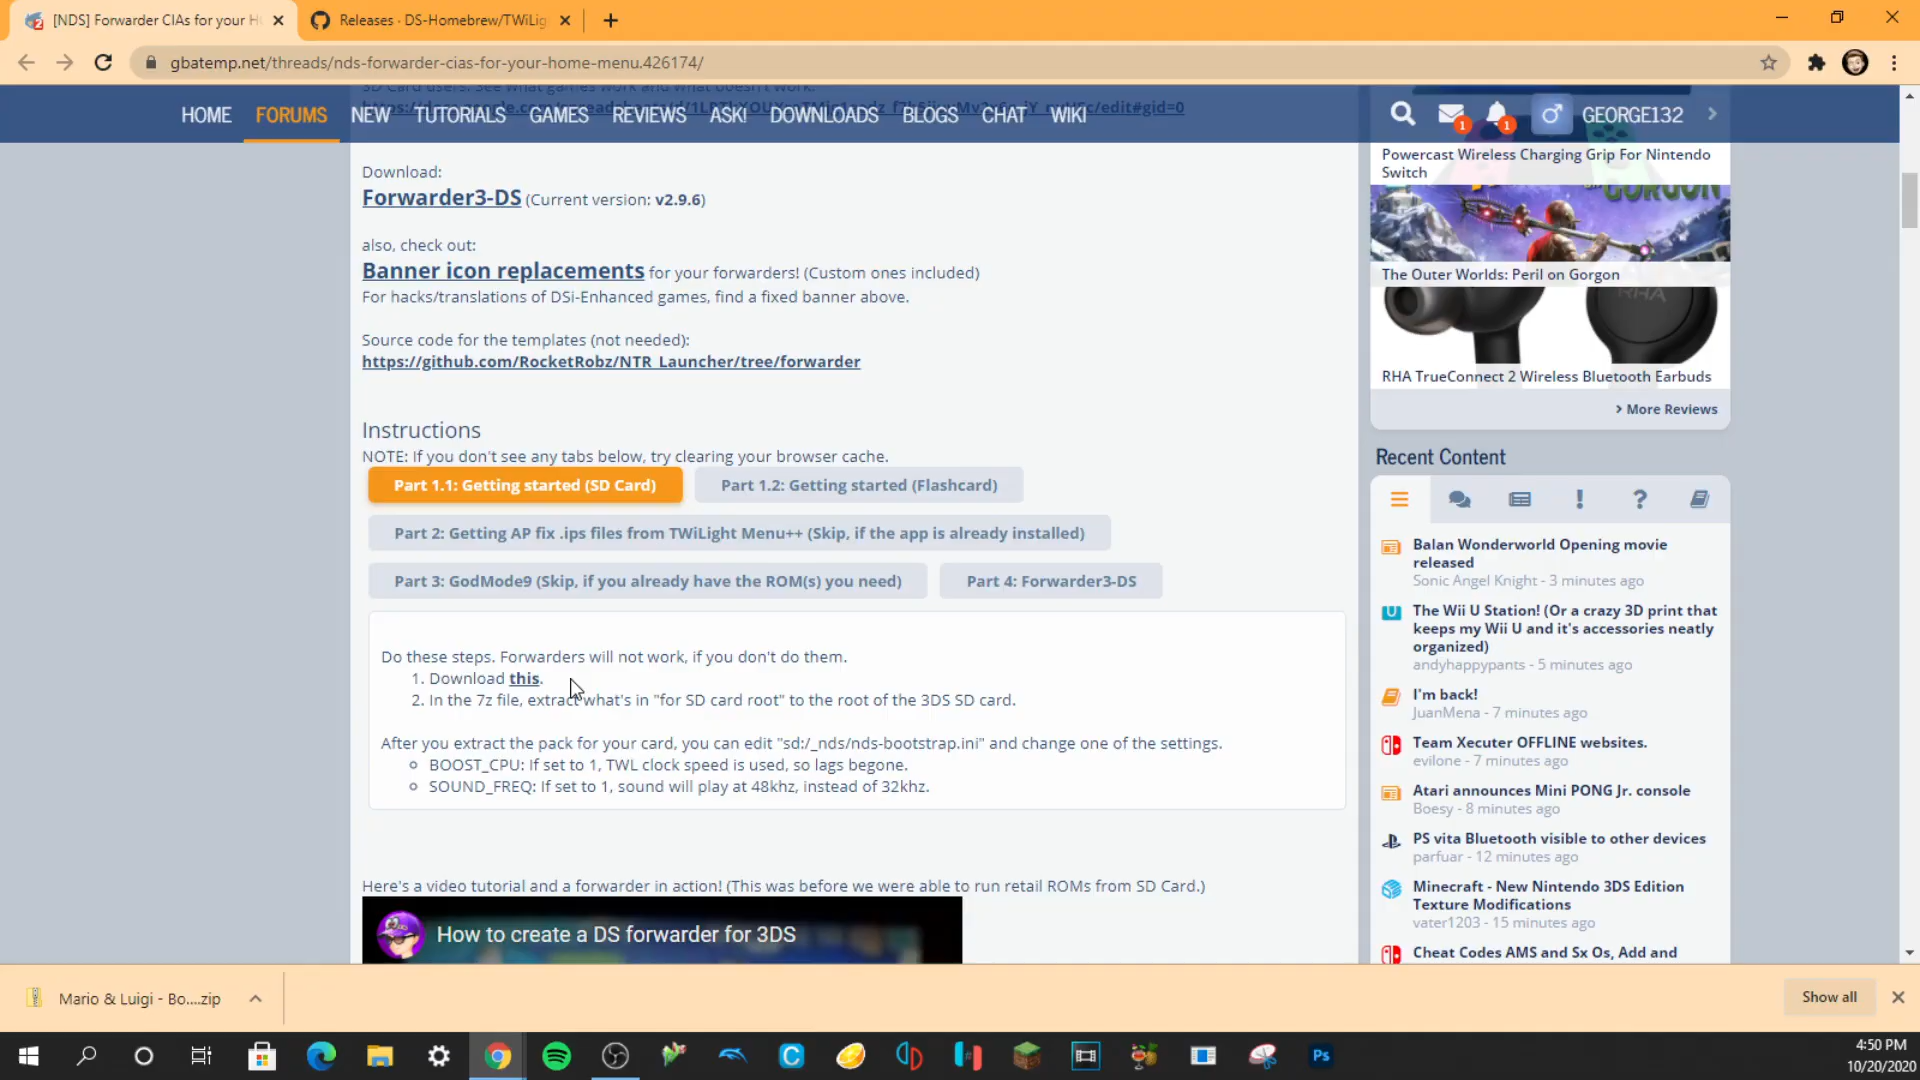 [NDS] Forwarder CIAs for your H
Releases · DS-Homebrew/TWiLig
gbatemp.net/threads/nds-forwarder-cias-for-your-home-menu.426174/
HOME FORUMS NEW TUTORIALS GAMES REVIEWS ASK! DOWNLOADS BLOGS CHAT WIKI
1 1 GEORGE132
Download:
Forwarder3-DS (Current version: v2.9.6)
also, check out:
Banner icon replacements for your forwarders! (Custom ones included)
For hacks/translations of DSi-Enhanced games, find a fixed banner above.
Source code for the templates (not needed):
https://github.com/RocketRobz/NTR_Launcher/tree/forwarder
Instructions
NOTE: If you don't see any tabs below, try clearing your browser cache.
Part 1.1: Getting started (SD Card)
Part 1.2: Getting started (Flashcard)
Part 2: Getting AP fix .ips files from TWiLight Menu++ (Skip, if the app is already installed)
Part 3: GodMode9 (Skip, if you already have the ROM(s) you need)
Part 4: Forwarder3-DS
Do these steps. Forwarders will not work, if you don't do them.
1. Download this.
2. In the 7z file, extract what's in "for SD card root" to the root of the 3DS SD card.
After you extract the pack for your card, you can edit "sd:/_nds/nds-bootstrap.ini" and change one of the settings.
BOOST_CPU: If set to 1, TWL clock speed is used, so lags begone.
SOUND_FREQ: If set to 1, sound will play at 48khz, instead of 32khz.
Here's a video tutorial and a forwarder in action! (This was before we were able to run retail ROMs from SD Card.)
How to create a DS forwarder for 3DS
Powercast Wireless Charging Grip For Nintendo
Switch
GORGON
The Outer Worlds: Peril on Gorgon
RHA
RHA TrueConnect 2 Wireless Bluetooth Earbuds
More Reviews
Recent Content
Balan Wonderworld Opening movie
released
Sonic Angel Knight - 3 minutes ago
The Wii U Station! (Or a crazy 3D print that
keeps my Wii U and it's accessories neatly
organized)
andyhappypants - 5 minutes ago
I'm back!
JuanMena - 7 minutes ago
Team Xecuter OFFLINE websites.
evilone - 7 minutes ago
Atari announces Mini PONG Jr. console
Boesy - 8 minutes ago
PS vita Bluetooth visible to other devices
parfuar - 12 minutes ago
Minecraft - New Nintendo 3DS Edition
Texture Modifications
vater1203 - 15 minutes ago
Cheat Codes AMS and Sx Os, Add and
Mario & Luigi - Bo....zip
Show all
Ps
4:50 PM
10/20/2020